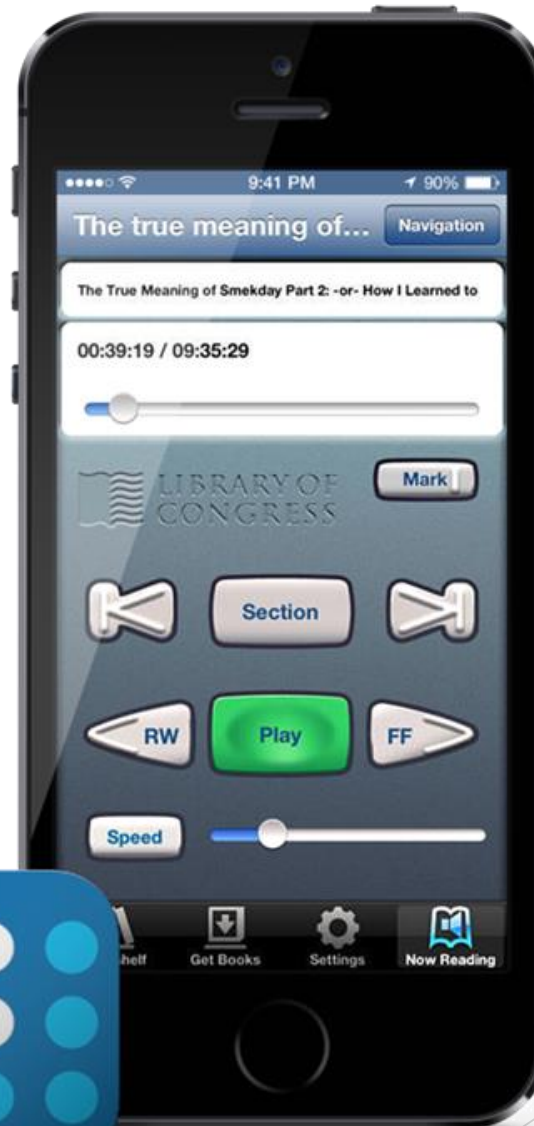 9:41 PM
90%
The true meaning of...
Navigation
The True Meaning of Smekday Part 2: -or- How I Learned to
00:39:19 / 09:35:29
LIBRARY OF
CONGRESS
Mark
Section
RW
Play
FF
Speed
helf
Get Books
Settings
Now Reading